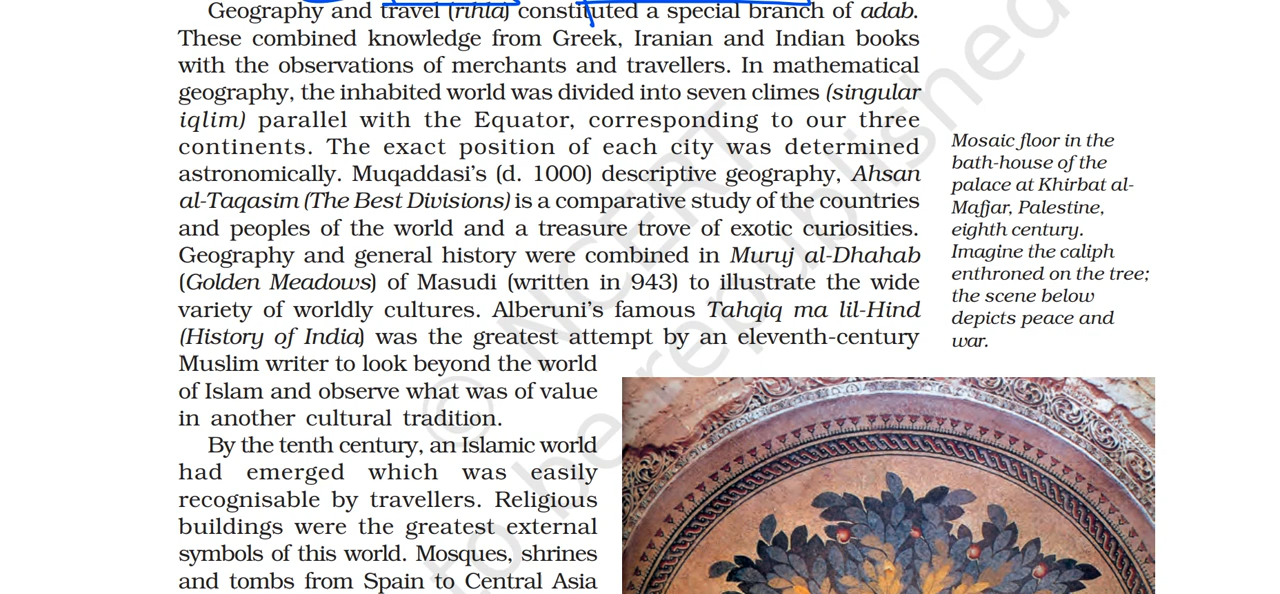 Geography and travel (rihla) constituted a special branch of adab.
These combined knowledge from Greek, Iranian and Indian books
with the observations of merchants and travellers. In mathematical
geography, the inhabited world was divided into seven climes (singular
iqlim) parallel with the Equator, corresponding to our three
continents. The exact position of each city was determined
astronomically. Muqaddasi's (d. 1000) descriptive geography, Ahsan
al-Taqasim (The Best Divisions) is a comparative study of the countries
and peoples of the world and a treasure trove of exotic curiosities.
Geography and general history were combined in Muruj al-Dhahab
(Golden Meadows) of Masudi (written in 943) to illustrate the wide
variety of worldly cultures. Alberuni's famous Tahqiq ma lil-Hind
(History of India) was the greatest attempt by an eleventh-century
Muslim writer to look beyond the world
of Islam and observe what was of value
in another cultural tradition.
By the tenth century, an Islamic world
had emerged which was easily
recognisable by travellers. Religious
buildings were the greatest external
symbols of this world. Mosques, shrines
and tombs from Spain to Central Asia
Mosaic floor in the
bath-house of the
palace at Khirbat al-
Mafjar, Palestine,
eighth century.
Imagine the caliph
enthroned on the tree;
the scene below
depicts peace and
war.
© NCERT
to be republished